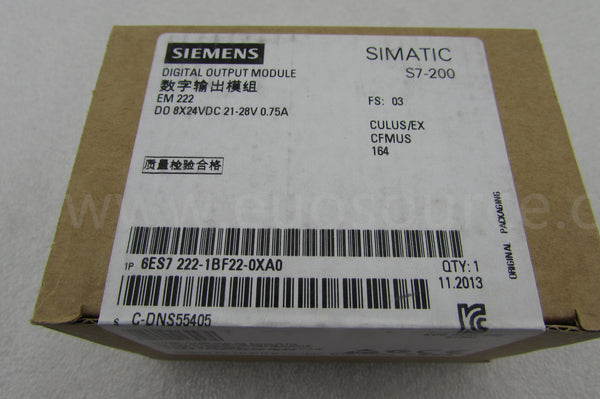 SIEMENS
SIMATIC
S7-200
DIGITAL OUTPUT MODULE
数字输出模组
EM 222
DO 8X24VDC 21-28V 0.75A
FS: 03
CULUS/EX
CFMUS
164
质量检验合格
ORIGINAL PACKAGING
1P 6ES7 222-1BF22-0XA0
QTY: 1
11.2013
S C-DNS55405